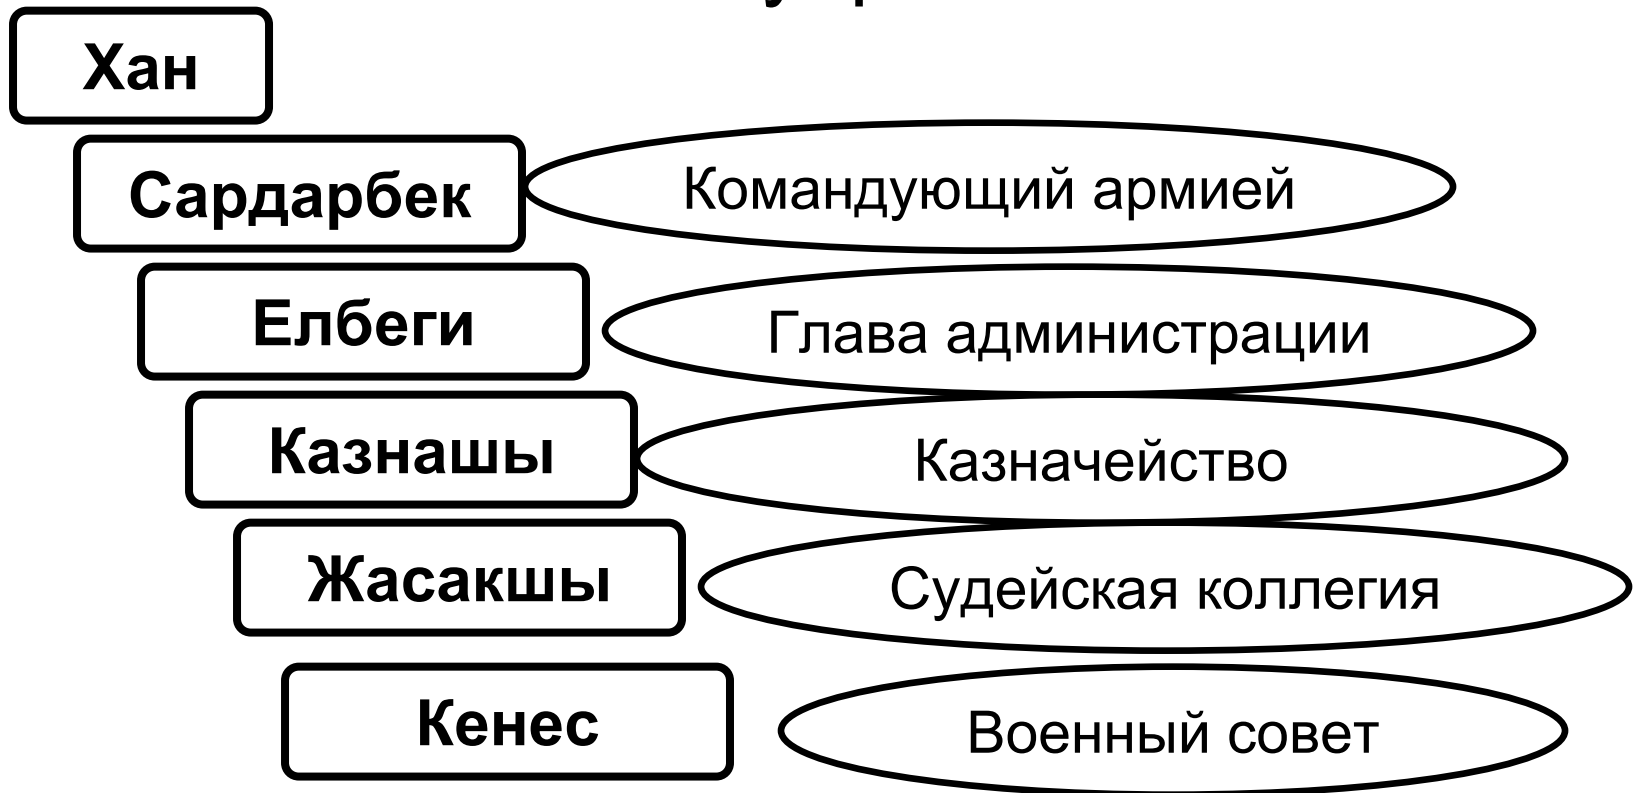 Хан
Сардарбек
Командующий армией
Елбеги
Глава администрации
Казнашы
Казначейство
Жасакшы
Судейская коллегия
Кенес
Военный совет